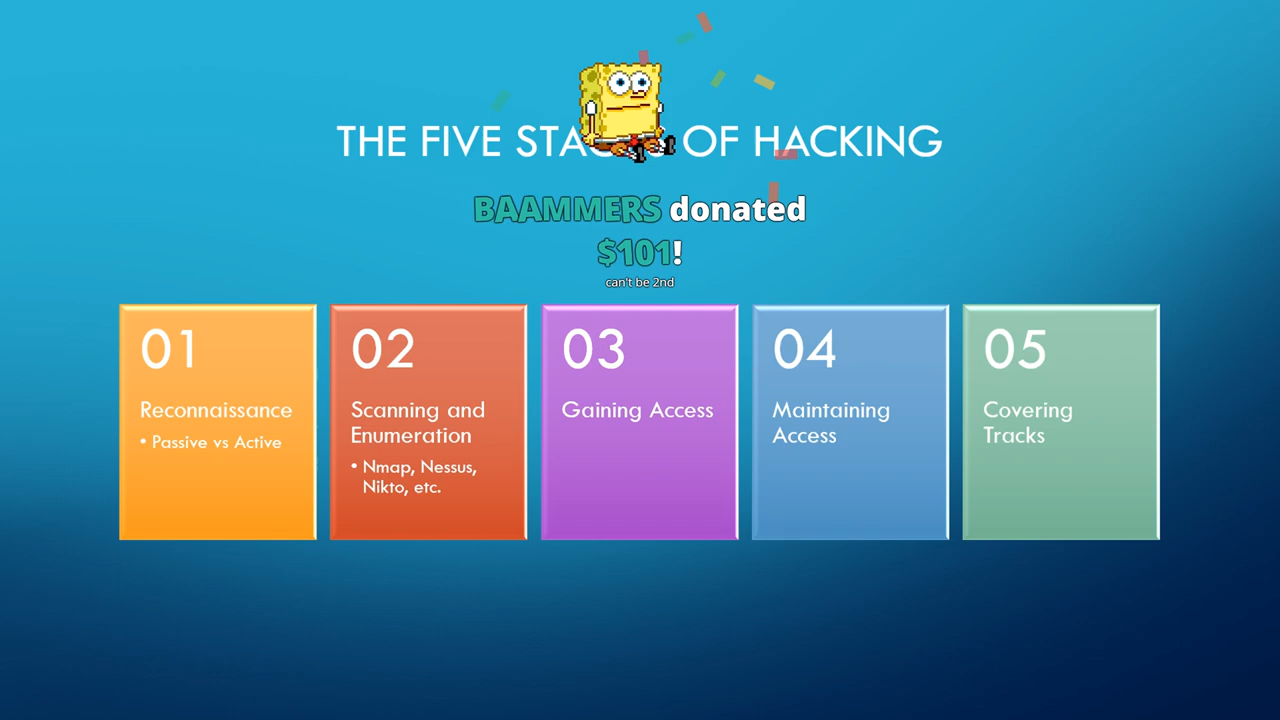 THE FIVE STAGES OF HACKING
BAAMMERS donated
$101!
can't be 2nd
01
Reconnaissance
• Passive vs Active
02
Scanning and
Enumeration
• Nmap, Nessus,
Nikto, etc.
03
Gaining Access
04
Maintaining
Access
05
Covering
Tracks